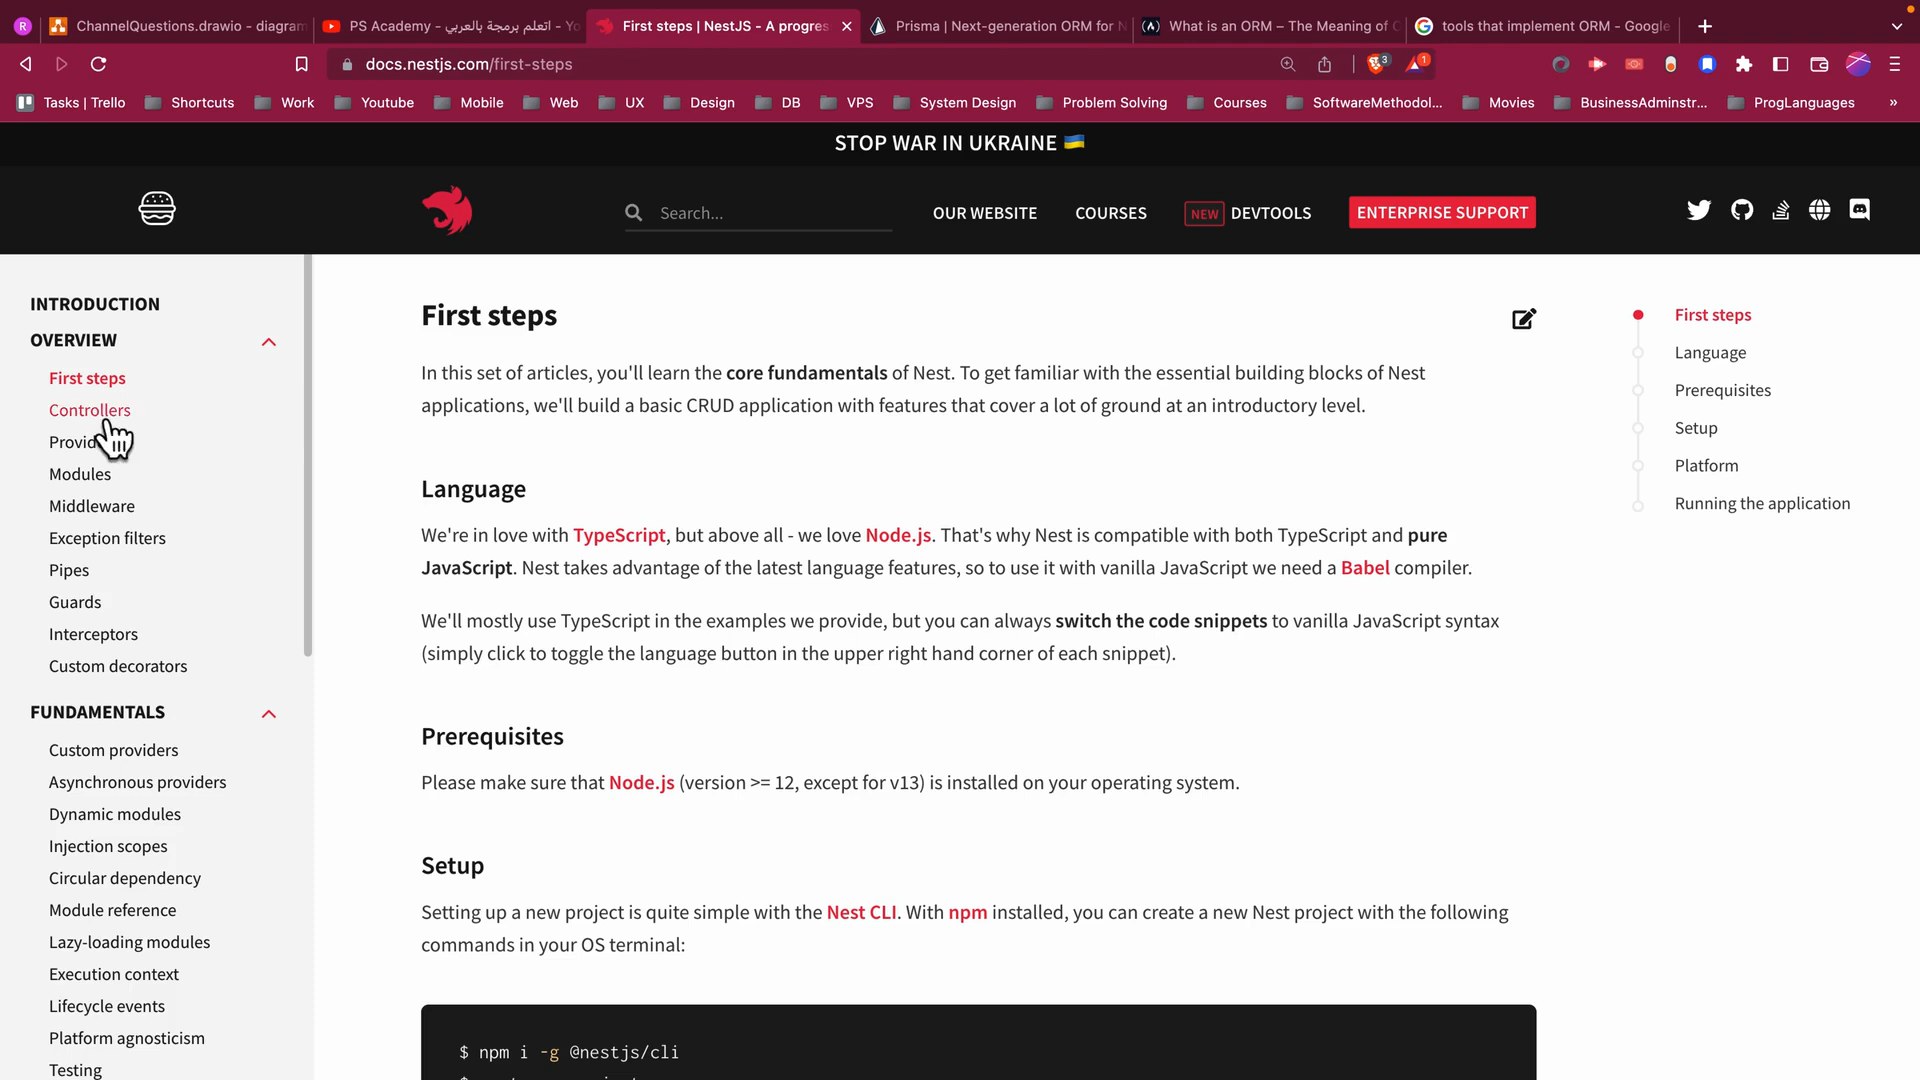 R
ChannelQuestions.drawio - diagram
PS Academy - اتعلم برمجة بالعربي - Yo
First steps | NestJS - A progres
Prisma | Next-generation ORM for N
What is an ORM – The Meaning of O
tools that implement ORM - Google
docs.nestjs.com/first-steps
3
1
Tasks | Trello
Shortcuts
Work
Youtube
Mobile
Web
UX
Design
DB
VPS
System Design
Problem Solving
Courses
SoftwareMethodol...
Movies
BusinessAdminstr...
ProgLanguages
»
STOP WAR IN UKRAINE 🇺🇦
Search...
OUR WEBSITE
COURSES
NEW DEVTOOLS
ENTERPRISE SUPPORT
INTRODUCTION
OVERVIEW
First steps
Controllers
Provid
Modules
Middleware
Exception filters
Pipes
Guards
Interceptors
Custom decorators
FUNDAMENTALS
Custom providers
Asynchronous providers
Dynamic modules
Injection scopes
Circular dependency
Module reference
Lazy-loading modules
Execution context
Lifecycle events
Platform agnosticism
Testing
First steps
In this set of articles, you'll learn the core fundamentals of Nest. To get familiar with the essential building blocks of Nest
applications, we'll build a basic CRUD application with features that cover a lot of ground at an introductory level.
Language
We're in love with TypeScript, but above all - we love Node.js. That's why Nest is compatible with both TypeScript and pure
JavaScript. Nest takes advantage of the latest language features, so to use it with vanilla JavaScript we need a Babel compiler.
We'll mostly use TypeScript in the examples we provide, but you can always switch the code snippets to vanilla JavaScript syntax
(simply click to toggle the language button in the upper right hand corner of each snippet).
Prerequisites
Please make sure that Node.js (version >= 12, except for v13) is installed on your operating system.
Setup
Setting up a new project is quite simple with the Nest CLI. With npm installed, you can create a new Nest project with the following
commands in your OS terminal:
$ npm i -g @nestjs/cli
First steps
Language
Prerequisites
Setup
Platform
Running the application